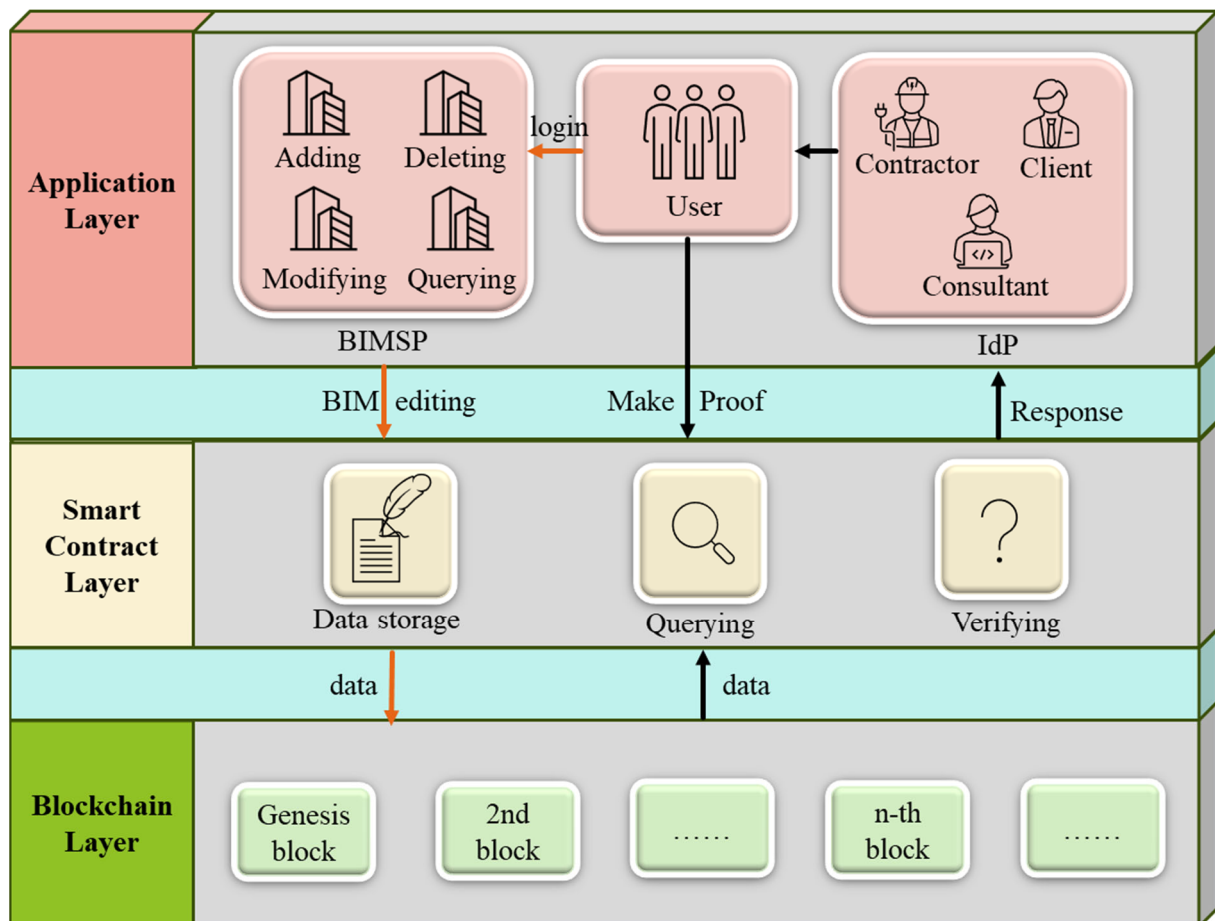 Application
Layer
Adding
Deleting
Modifying
Querying
BIMSP
login
User
Contractor
Client
</>
Consultant
IdP
BIM editing
Make Proof
Response
Smart
Contract
Layer
Data storage
Querying
?
Verifying
data
data
Blockchain
Layer
Genesis
block
2nd
block
......
n-th
block
......